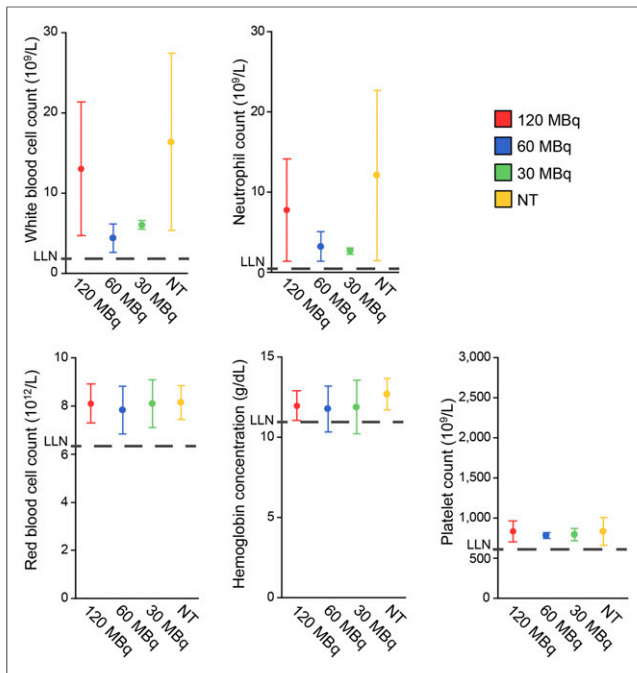 White blood cell count (10⁹/L)
30
20
10
0
LLN
120 MBq
60 MBq
30 MBq
NT
Neutrophil count (10⁹/L)
30
20
10
0
LLN
120 MBq
60 MBq
30 MBq
NT
120 MBq
60 MBq
30 MBq
NT
Red blood cell count (10¹²/L)
10
8
6
4
2
0
LLN
120 MBq
60 MBq
30 MBq
NT
Hemoglobin concentration (g/dL)
15
10
5
0
LLN
120 MBq
60 MBq
30 MBq
NT
Platelet count (10⁹/L)
3,000
2,500
2,000
1,500
1,000
500
0
LLN
120 MBq
60 MBq
30 MBq
NT